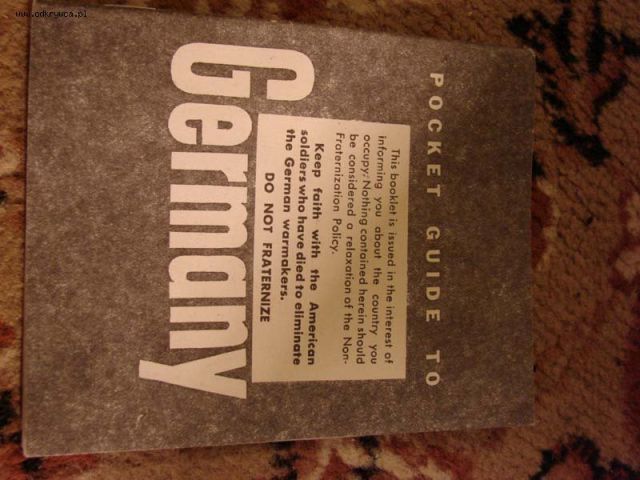 www.odkrywca.pl
POCKET GUIDE TO
This booklet is issued in the interest of
informing you about the country you
occupy. Nothing contained herein should
be considered a relaxation of the Non-
Fraternization Policy.
Keep faith with the American
soldiers who have died to eliminate
the German warmakers.
DO NOT FRATERNIZE
Germany